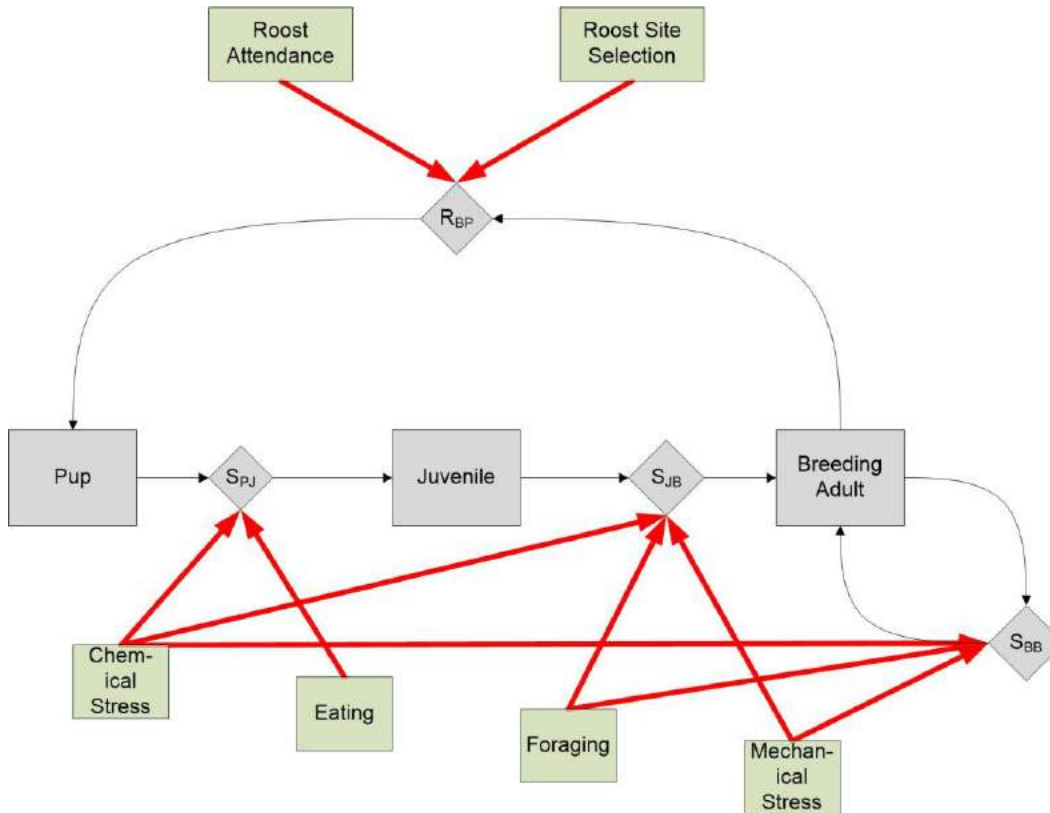 Roost
Attendance
Roost Site
Selection
R_BP
Pup
S_PJ
Juvenile
S_JB
Breeding
Adult
S_BB
Chem-
ical
Stress
Eating
Foraging
Mechan-
ical
Stress